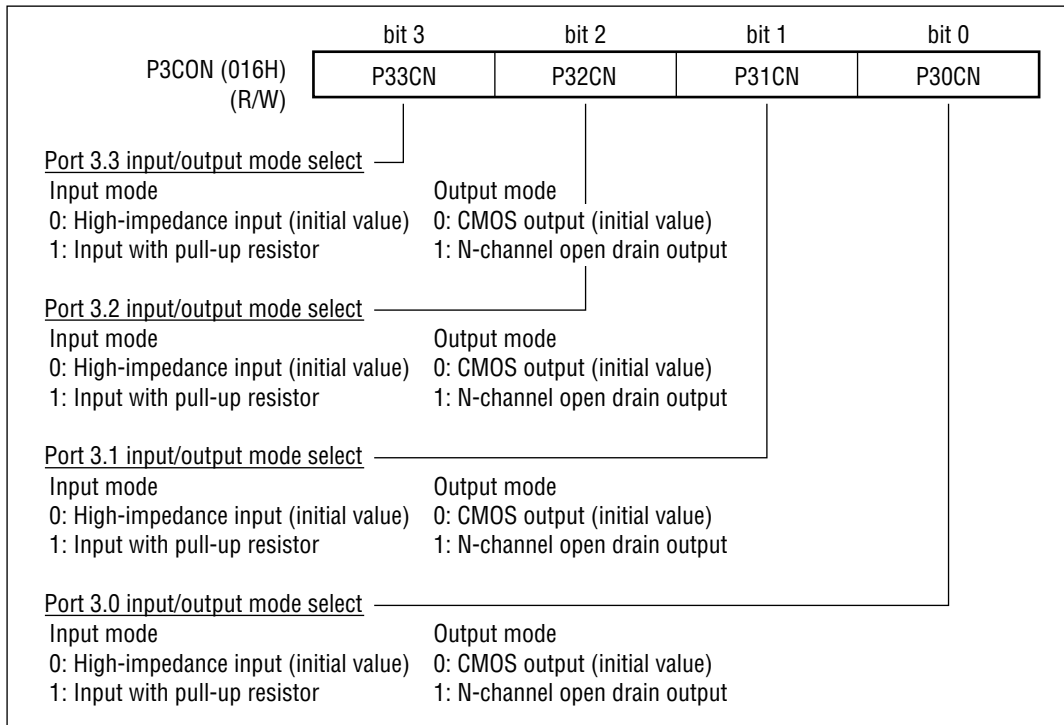 bit 3 bit 2 bit 1 bit 0
P3CON (016H) P33CN P32CN P31CN P30CN
(R/W)
Port 3.3 input/output mode select
Input mode Output mode
0: High-impedance input (initial value) 0: CMOS output (initial value)
1: Input with pull-up resistor 1: N-channel open drain output
Port 3.2 input/output mode select
Input mode Output mode
0: High-impedance input (initial value) 0: CMOS output (initial value)
1: Input with pull-up resistor 1: N-channel open drain output
Port 3.1 input/output mode select
Input mode Output mode
0: High-impedance input (initial value) 0: CMOS output (initial value)
1: Input with pull-up resistor 1: N-channel open drain output
Port 3.0 input/output mode select
Input mode Output mode
0: High-impedance input (initial value) 0: CMOS output (initial value)
1: Input with pull-up resistor 1: N-channel open drain output